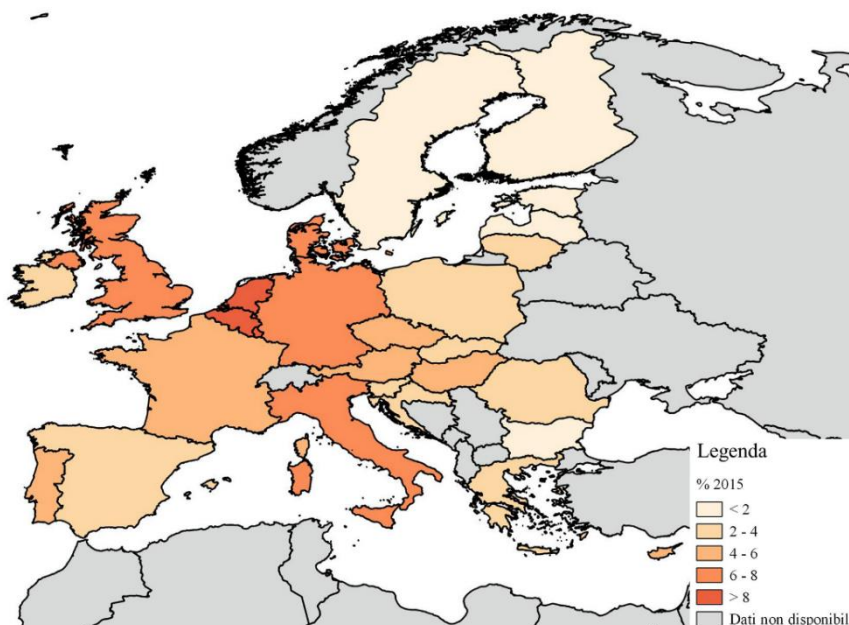 Legenda
% 2015
< 2
2 - 4
4 - 6
6 - 8
> 8
Dati non disponibil